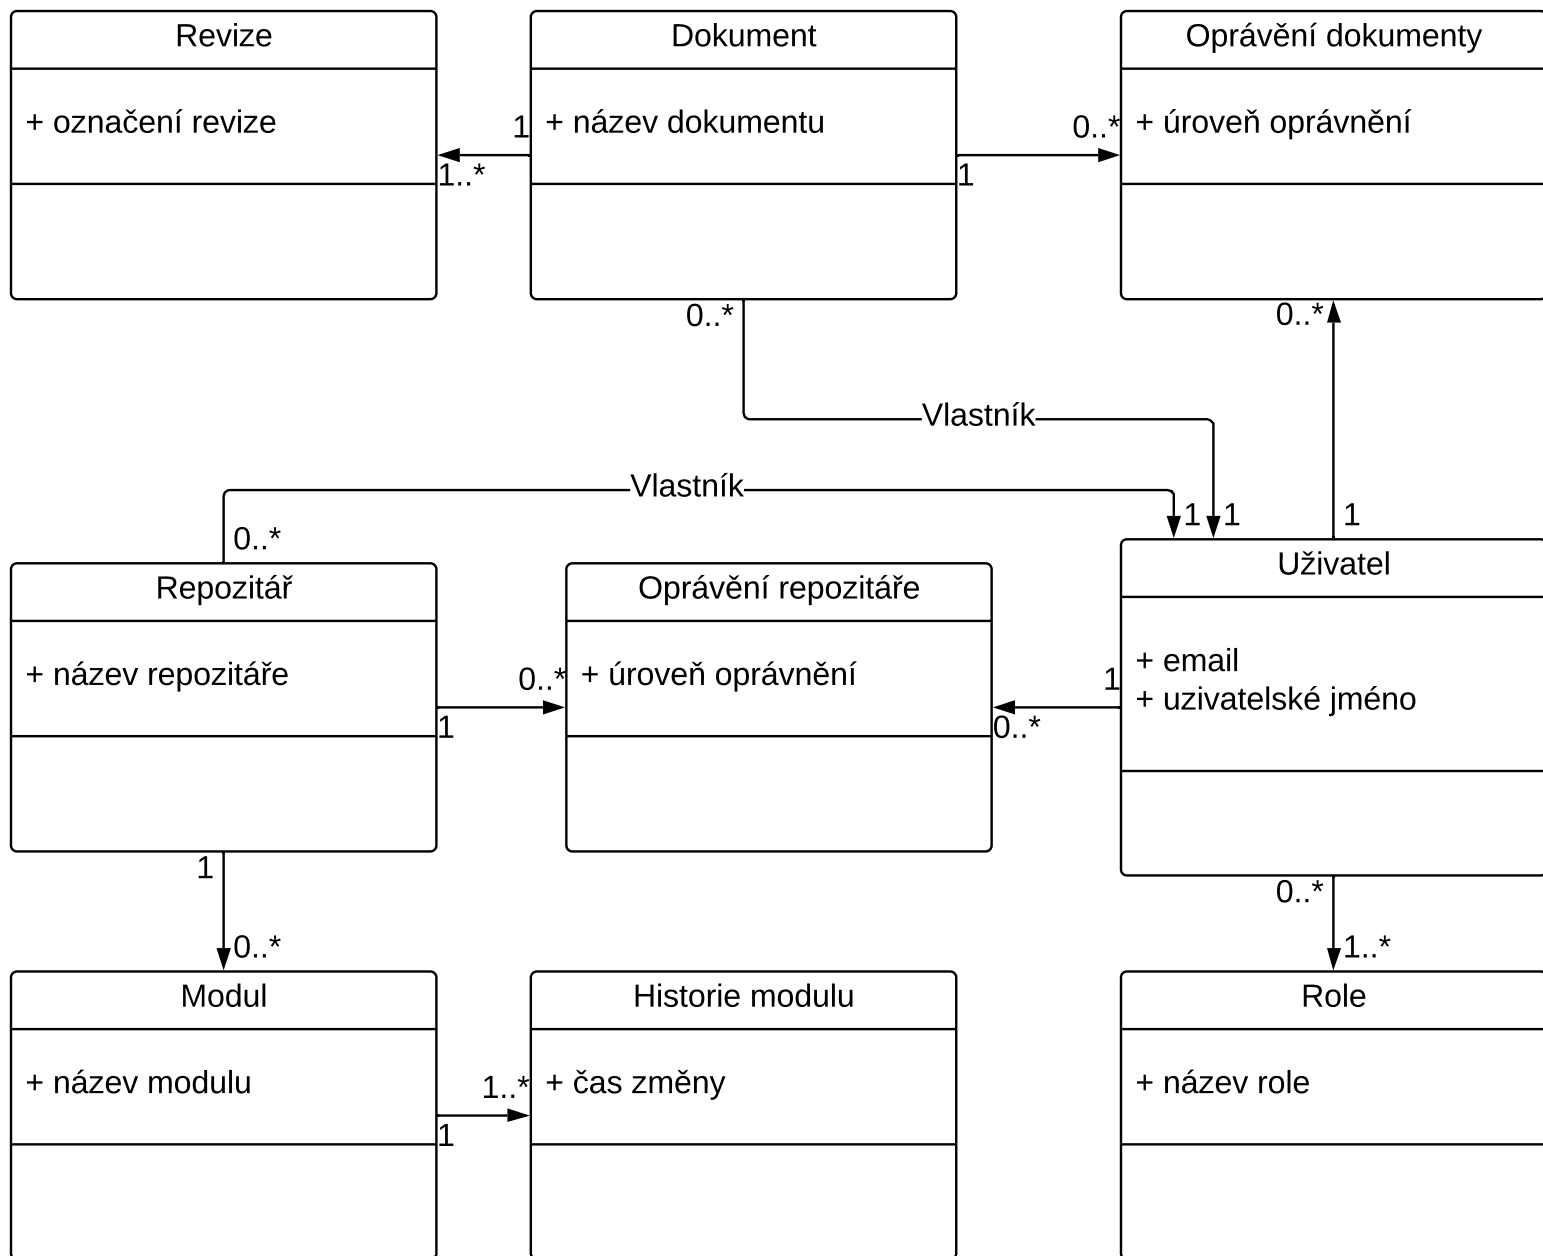 Revize
+ označení revize
1
1..*
Dokument
+ název dokumentu
0..*
1
Oprávění dokumenty
+ úroveň oprávnění
0..*
0..*
Vlastník
Vlastník
0..*
1
1
1
Repozitář
+ název repozitáře
0..*
1
Oprávění repozitáře
+ úroveň oprávnění
1
0..*
Uživatel
+ email
+ uzivatelské jméno
1
0..*
0..*
1..*
Modul
+ název modulu
1..*
1
Historie modulu
+ čas změny
Role
+ název role